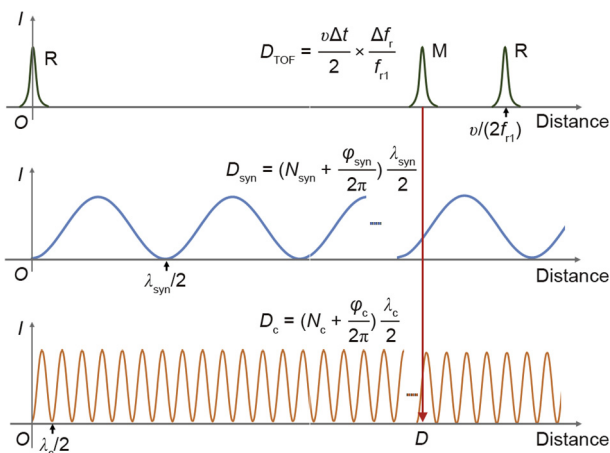 I
R
D_TOF = υΔt/2 × Δf_r/f_r1
M
R
O
υ/(2f_r1)
Distance
I
D_syn = (N_syn + φ_syn/2π) λ_syn/2
O
λ_syn/2
Distance
I
D_c = (N_c + φ_c/2π) λ_c/2
O
λ_c/2
D
Distance